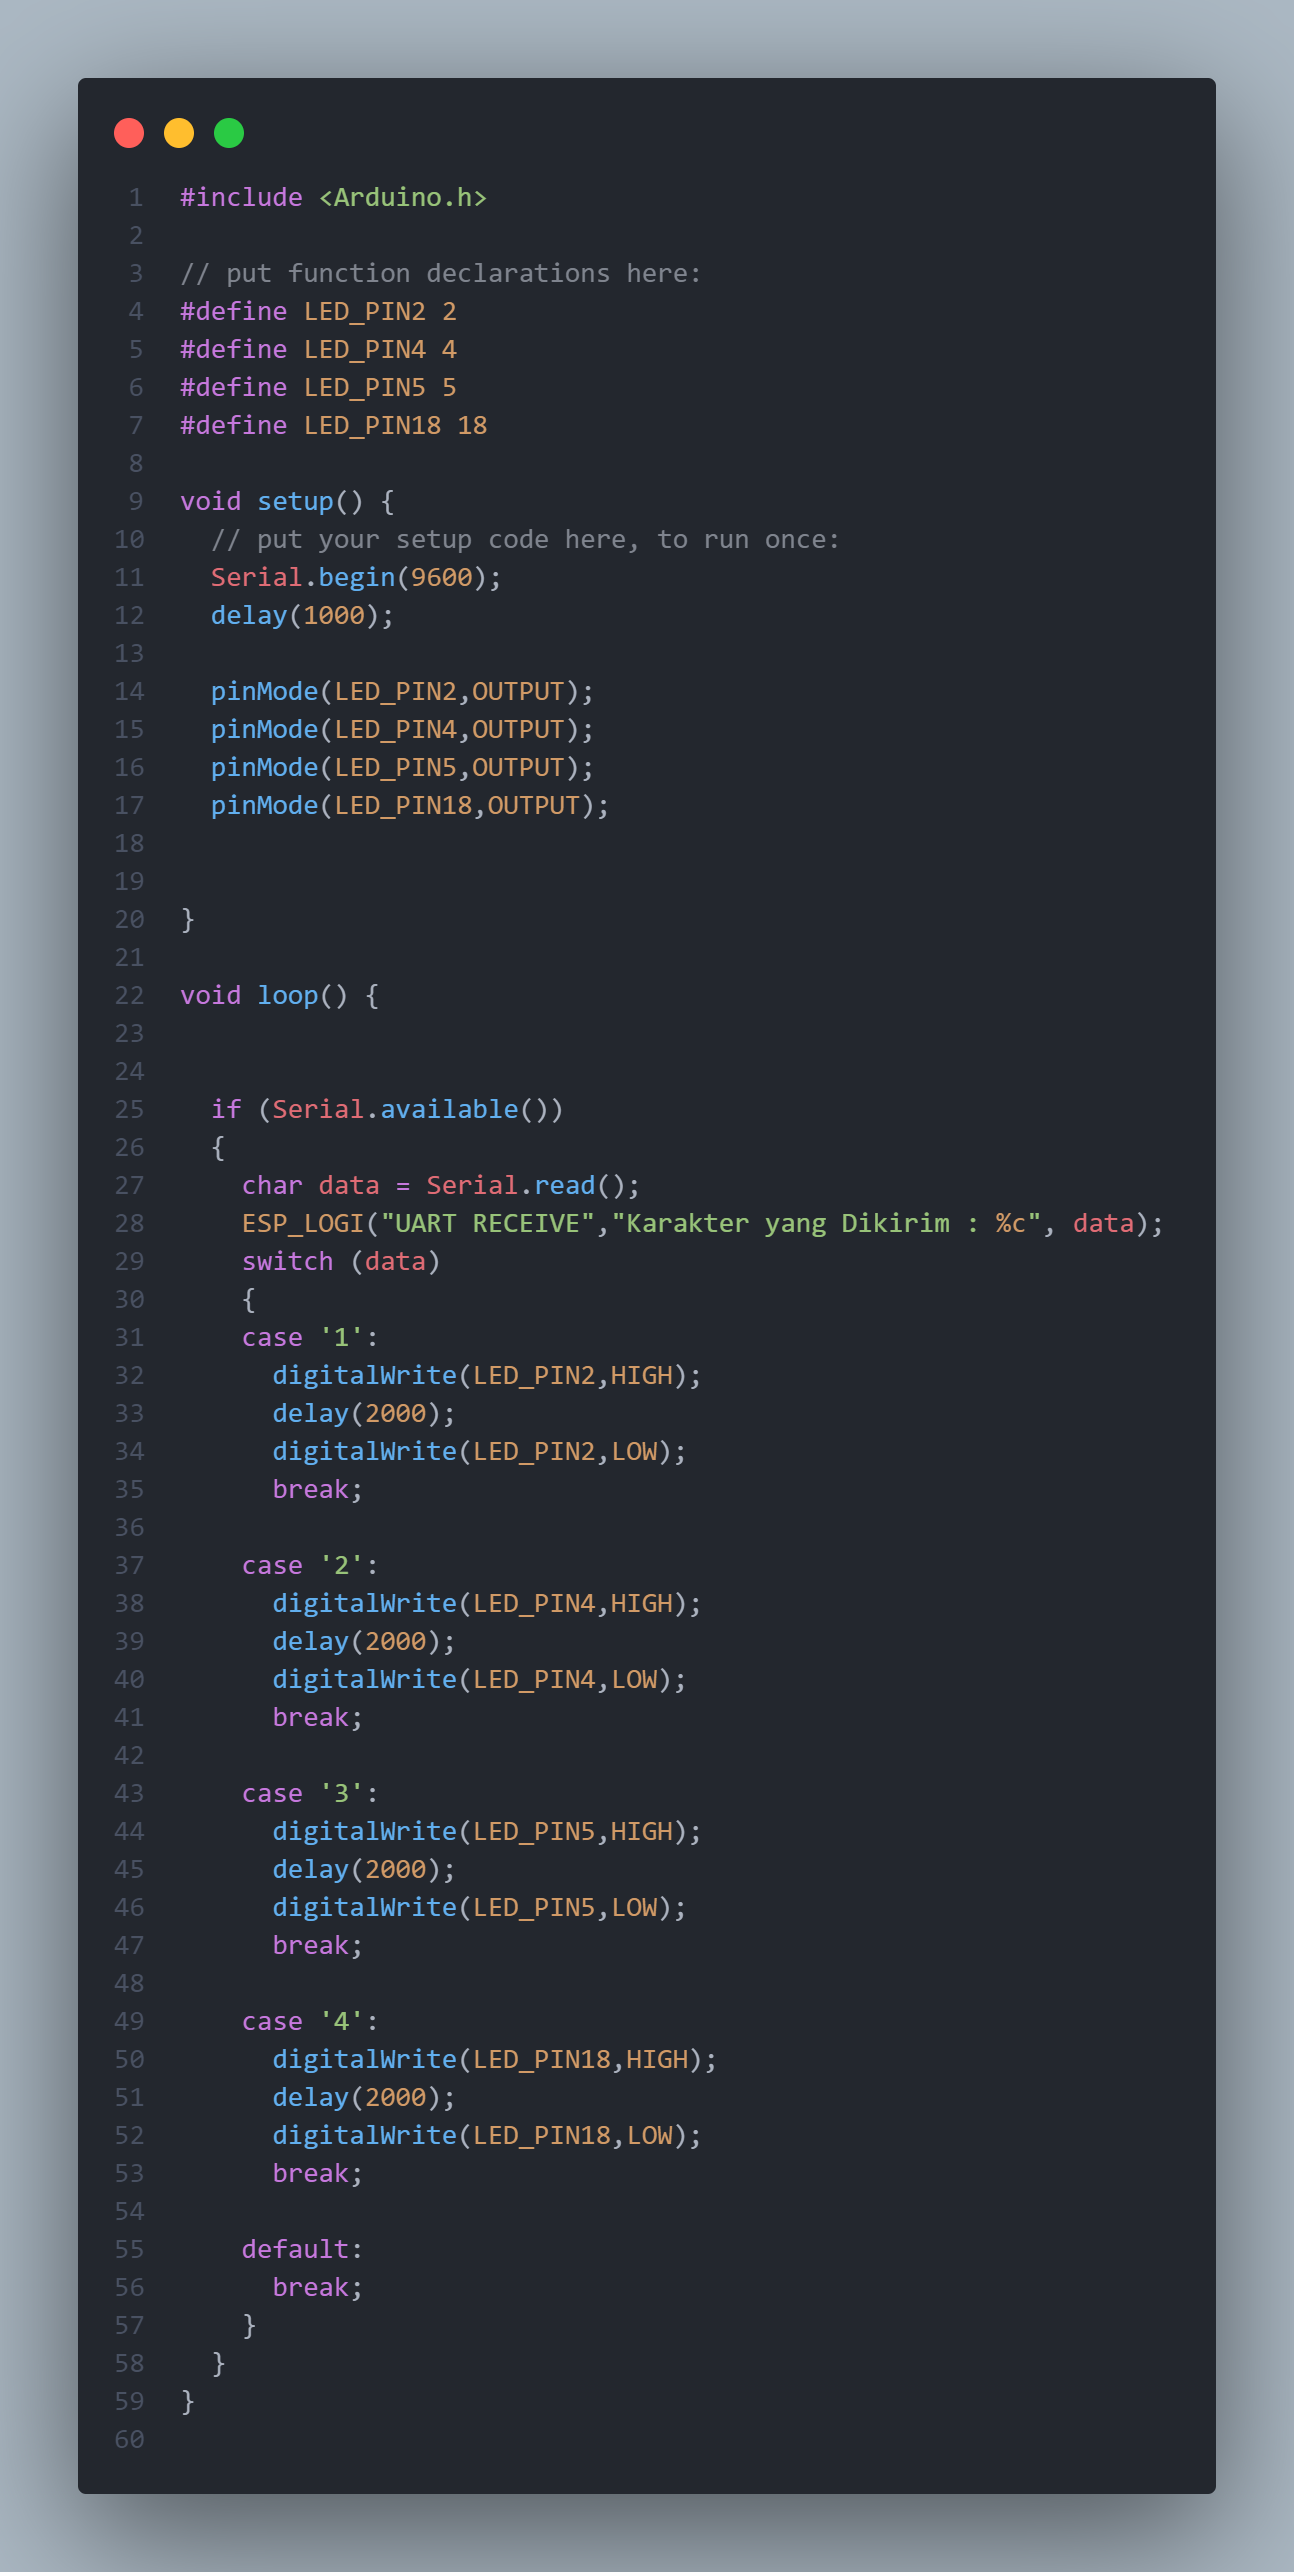 1 #include <Arduino.h>
2
3 // put function declarations here:
4 #define LED_PIN2 2
5 #define LED_PIN4 4
6 #define LED_PIN5 5
7 #define LED_PIN18 18
8
9 void setup() {
10   // put your setup code here, to run once:
11   Serial.begin(9600);
12   delay(1000);
13
14   pinMode(LED_PIN2,OUTPUT);
15   pinMode(LED_PIN4,OUTPUT);
16   pinMode(LED_PIN5,OUTPUT);
17   pinMode(LED_PIN18,OUTPUT);
18
19
20 }
21
22 void loop() {
23
24
25   if (Serial.available())
26   {
27     char data = Serial.read();
28     ESP_LOGI("UART RECEIVE","Karakter yang Dikirim : %c", data);
29     switch (data)
30     {
31     case '1':
32       digitalWrite(LED_PIN2,HIGH);
33       delay(2000);
34       digitalWrite(LED_PIN2,LOW);
35       break;
36
37     case '2':
38       digitalWrite(LED_PIN4,HIGH);
39       delay(2000);
40       digitalWrite(LED_PIN4,LOW);
41       break;
42
43     case '3':
44       digitalWrite(LED_PIN5,HIGH);
45       delay(2000);
46       digitalWrite(LED_PIN5,LOW);
47       break;
48
49     case '4':
50       digitalWrite(LED_PIN18,HIGH);
51       delay(2000);
52       digitalWrite(LED_PIN18,LOW);
53       break;
54
55     default:
56       break;
57     }
58   }
59 }
60